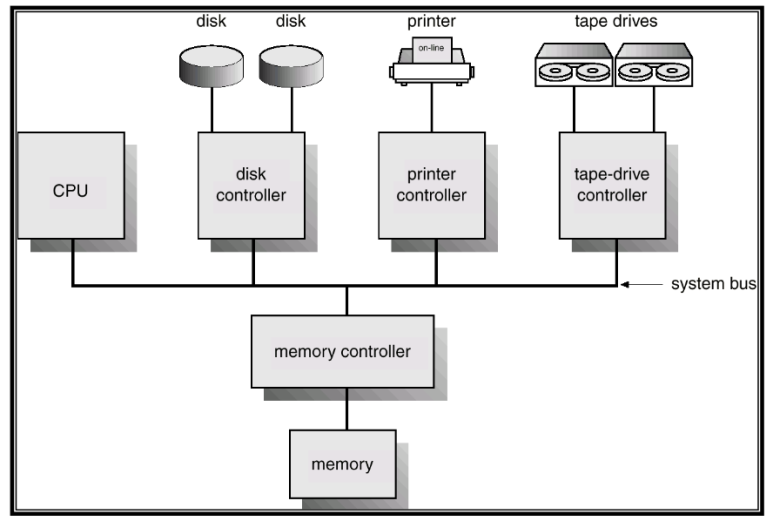 disk
disk
printer
tape drives
on-line
CPU
disk
controller
printer
controller
tape-drive
controller
system bus
memory controller
memory